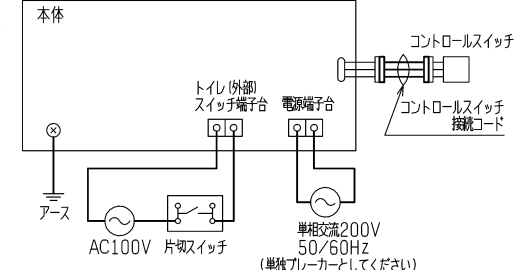 本体
コントロールスイッチ
トイレ(外部)
スイッチ端子台
電源端子台
コントロールスイッチ
接続コード
アース
AC100V
片切スイッチ
単相交流200V
50/60Hz
(単独ブレーカーとしてください)